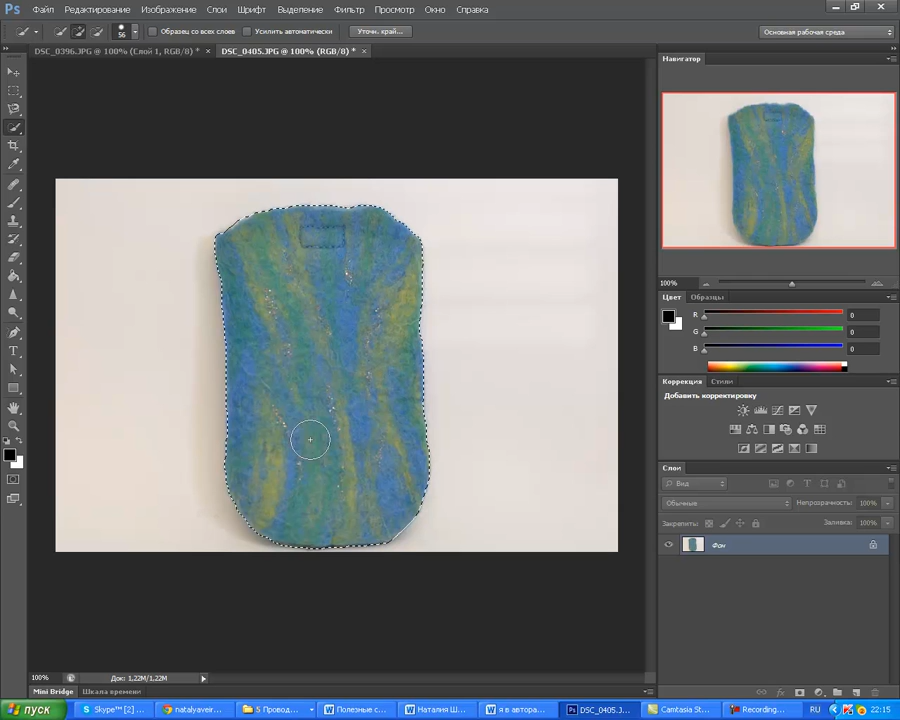 Ps Файл Редактирование Изображение Слои Шрифт Выделение Фильтр Просмотр Окно Справка
56 Образец со всех слоев Усилить автоматически Уточн. край... Основная рабочая среда
DSC_0396.JPG @ 100% (Слой 1, RGB/8) * × DSC_0405.JPG @ 100% (RGB/8) * ×
Навигатор
100%
Цвет Образцы
R 0
G 0
B 0
Коррекция Стили
Добавить корректировку
Слои
Вид
Обычные Непрозрачность: 100%
Закрепить: Заливка: 100%
Фон
100% Док: 1,22M/1,22M
Mini Bridge Шкала времени
пуск Skype™ [2] ... natalyaveir... 5 Провод... Полезные с... Наталия Ш... я в автора... DSC_0405.J... Camtasia St... Recording... RU 22:15